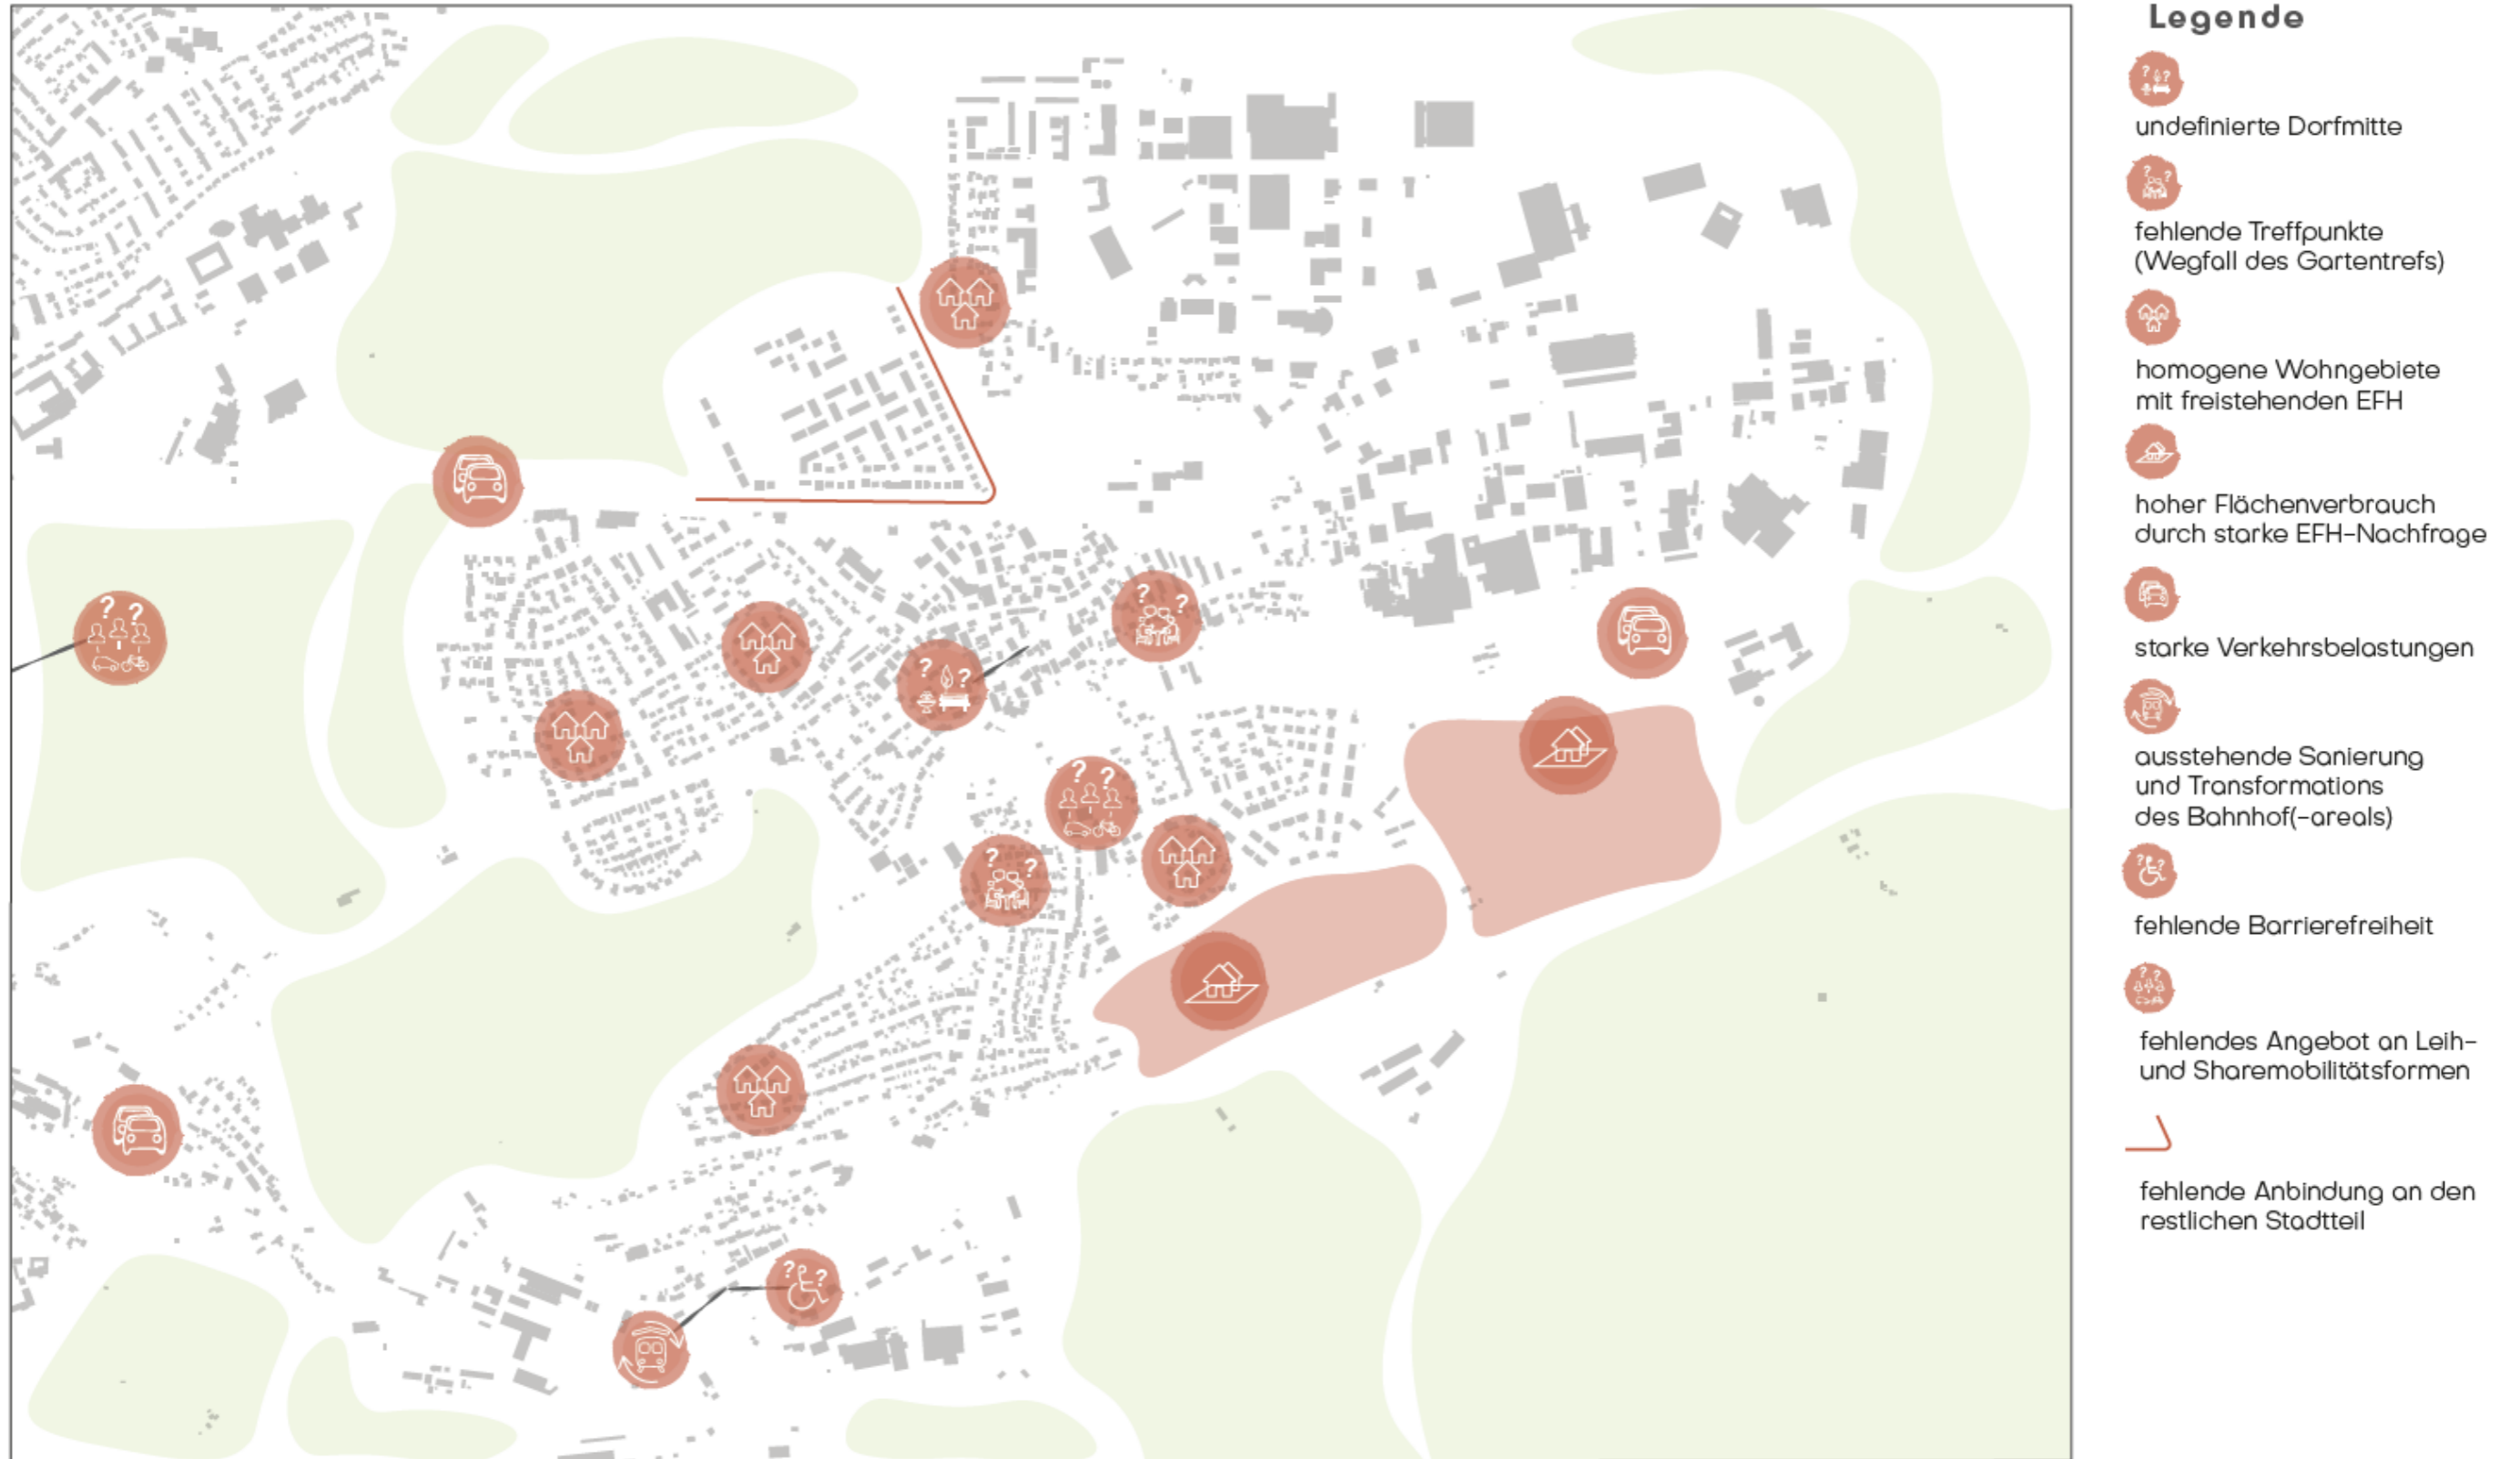 Legende
undefinierte Dorfmitte
fehlende Treffpunkte
(Wegfall des Gartentrefs)
homogene Wohngebiete
mit freistehenden EFH
hoher Flächenverbrauch
durch starke EFH-Nachfrage
starke Verkehrsbelastungen
ausstehende Sanierung
und Transformations
des Bahnhof(-areals)
fehlende Barrierefreiheit
fehlendes Angebot an Leih-
und Sharemobilitätsformen
fehlende Anbindung an den
restlichen Stadtteil